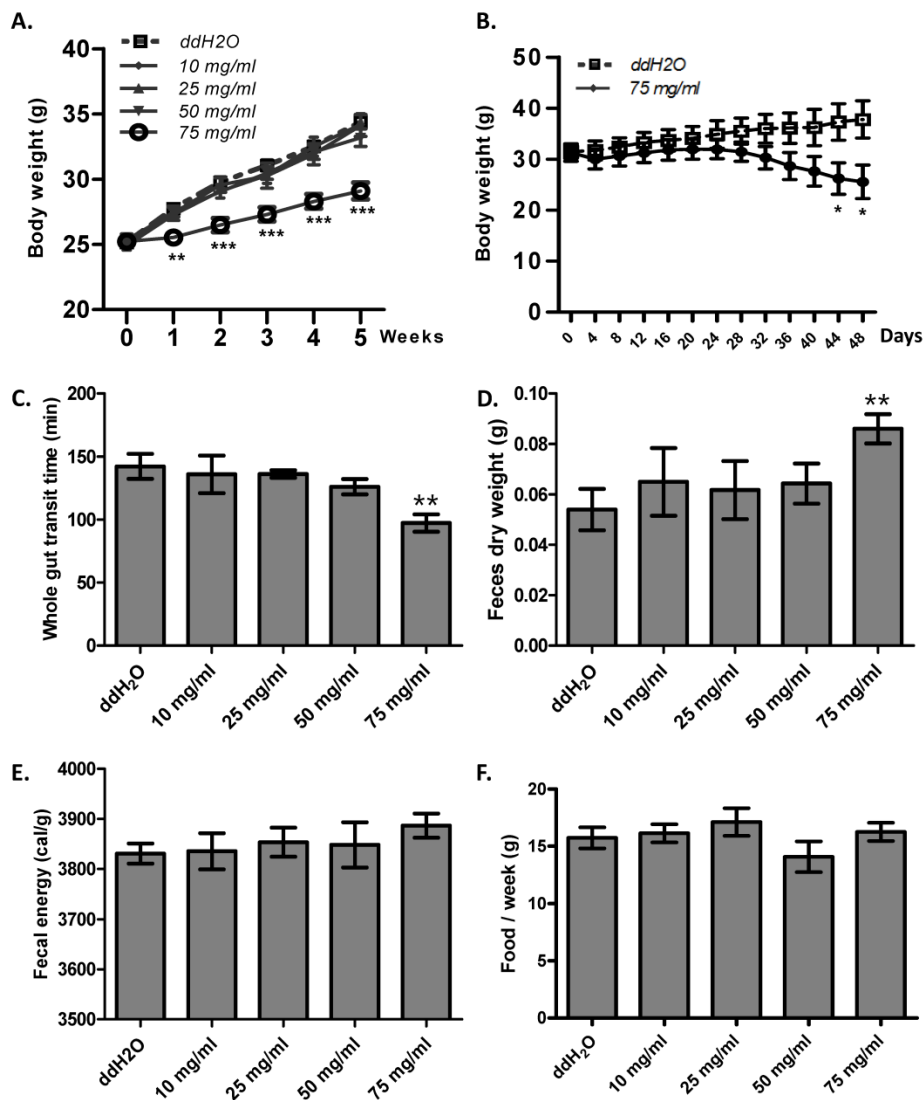 A.
ddH2O
10 mg/ml
25 mg/ml
50 mg/ml
75 mg/ml
Body weight (g)
40
35
30
25
20
**
***
***
***
***
0 1 2 3 4 5 Weeks
B.
ddH2O
75 mg/ml
Body weight (g)
50
40
30
20
10
0
* *
0 4 8 12 16 20 24 28 32 36 40 44 48 Days
C.
Whole gut transit time (min)
200
150
100
50
0
**
ddH₂O 10 mg/ml 25 mg/ml 50 mg/ml 75 mg/ml
D.
Feces dry weight (g)
0.10
0.08
0.06
0.04
0.02
0.00
**
ddH₂O 10 mg/ml 25 mg/ml 50 mg/ml 75 mg/ml
E.
Fecal energy (cal/g)
4000
3900
3800
3700
3600
3500
ddH2O 10 mg/ml 25 mg/ml 50 mg/ml 75 mg/ml
F.
Food / week (g)
20
15
10
5
0
ddH₂O 10 mg/ml 25 mg/ml 50 mg/ml 75 mg/ml